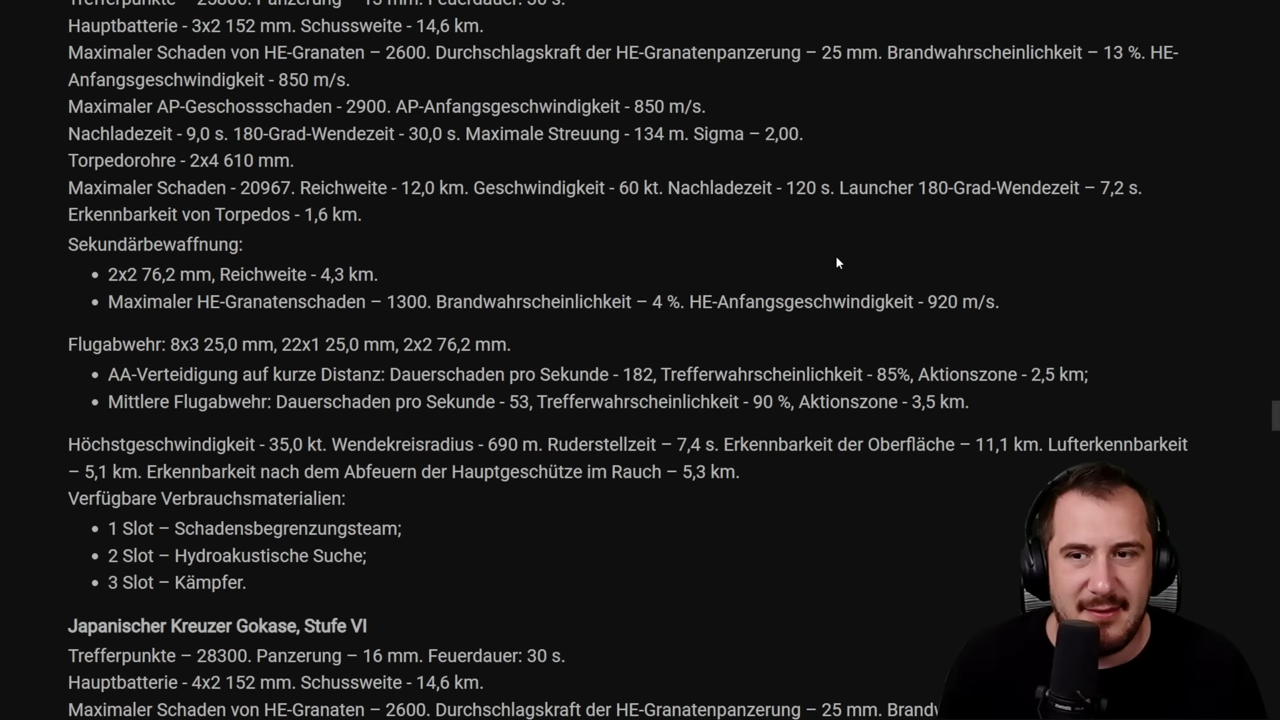 Trefferpunkte – 25800. Panzerung – 13 mm. Feuerdauer: 30 s.
Hauptbatterie - 3x2 152 mm. Schussweite - 14,6 km.
Maximaler Schaden von HE-Granaten – 2600. Durchschlagskraft der HE-Granatenpanzerung – 25 mm. Brandwahrscheinlichkeit – 13 %. HE-
Anfangsgeschwindigkeit - 850 m/s.
Maximaler AP-Geschossschaden - 2900. AP-Anfangsgeschwindigkeit - 850 m/s.
Nachladezeit - 9,0 s. 180-Grad-Wendezeit - 30,0 s. Maximale Streuung - 134 m. Sigma – 2,00.
Torpedorohre - 2x4 610 mm.
Maximaler Schaden - 20967. Reichweite - 12,0 km. Geschwindigkeit - 60 kt. Nachladezeit - 120 s. Launcher 180-Grad-Wendezeit – 7,2 s.
Erkennbarkeit von Torpedos - 1,6 km.
Sekundärbewaffnung:
• 2x2 76,2 mm, Reichweite - 4,3 km.
• Maximaler HE-Granatenschaden – 1300. Brandwahrscheinlichkeit – 4 %. HE-Anfangsgeschwindigkeit - 920 m/s.
Flugabwehr: 8x3 25,0 mm, 22x1 25,0 mm, 2x2 76,2 mm.
• AA-Verteidigung auf kurze Distanz: Dauerschaden pro Sekunde - 182, Trefferwahrscheinlichkeit - 85%, Aktionszone - 2,5 km;
• Mittlere Flugabwehr: Dauerschaden pro Sekunde - 53, Trefferwahrscheinlichkeit - 90 %, Aktionszone - 3,5 km.
Höchstgeschwindigkeit - 35,0 kt. Wendekreisradius - 690 m. Ruderstellzeit – 7,4 s. Erkennbarkeit der Oberfläche – 11,1 km. Lufterkennbarkeit
– 5,1 km. Erkennbarkeit nach dem Abfeuern der Hauptgeschütze im Rauch – 5,3 km.
Verfügbare Verbrauchsmaterialien:
• 1 Slot – Schadensbegrenzungsteam;
• 2 Slot – Hydroakustische Suche;
• 3 Slot – Kämpfer.
Japanischer Kreuzer Gokase, Stufe VI
Trefferpunkte – 28300. Panzerung – 16 mm. Feuerdauer: 30 s.
Hauptbatterie - 4x2 152 mm. Schussweite - 14,6 km.
Maximaler Schaden von HE-Granaten – 2600. Durchschlagskraft der HE-Granatenpanzerung – 25 mm.